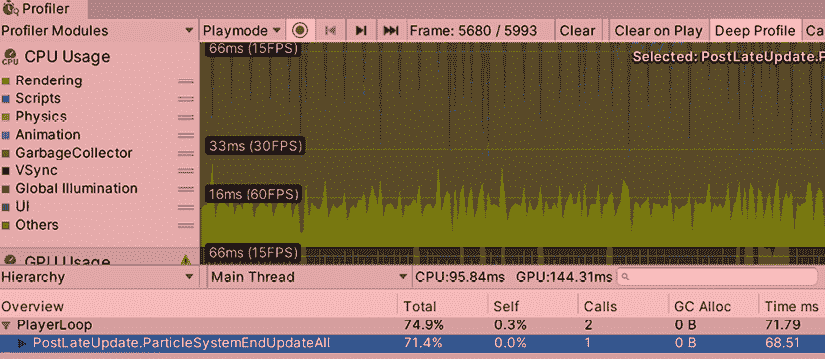 Profiler
Profiler Modules
Playmode
Frame: 5680 / 5993
Clear
Clear on Play
Deep Profile
Ca
CPU Usage
CPU
Rendering
Scripts
Physics
Animation
GarbageCollector
VSync
Global Illumination
UI
Others
GPU Usage
66ms (15FPS)
Selected: PostLateUpdate.P
33ms (30FPS)
16ms (60FPS)
66ms (15FPS)
Hierarchy
Main Thread
CPU:95.84ms GPU:144.31ms
Overview Total Self Calls GC Alloc Time ms
PlayerLoop 74.9% 0.3% 2 0 B 71.79
PostLateUpdate.ParticleSystemEndUpdateAll 71.4% 0.0% 1 0 B 68.51